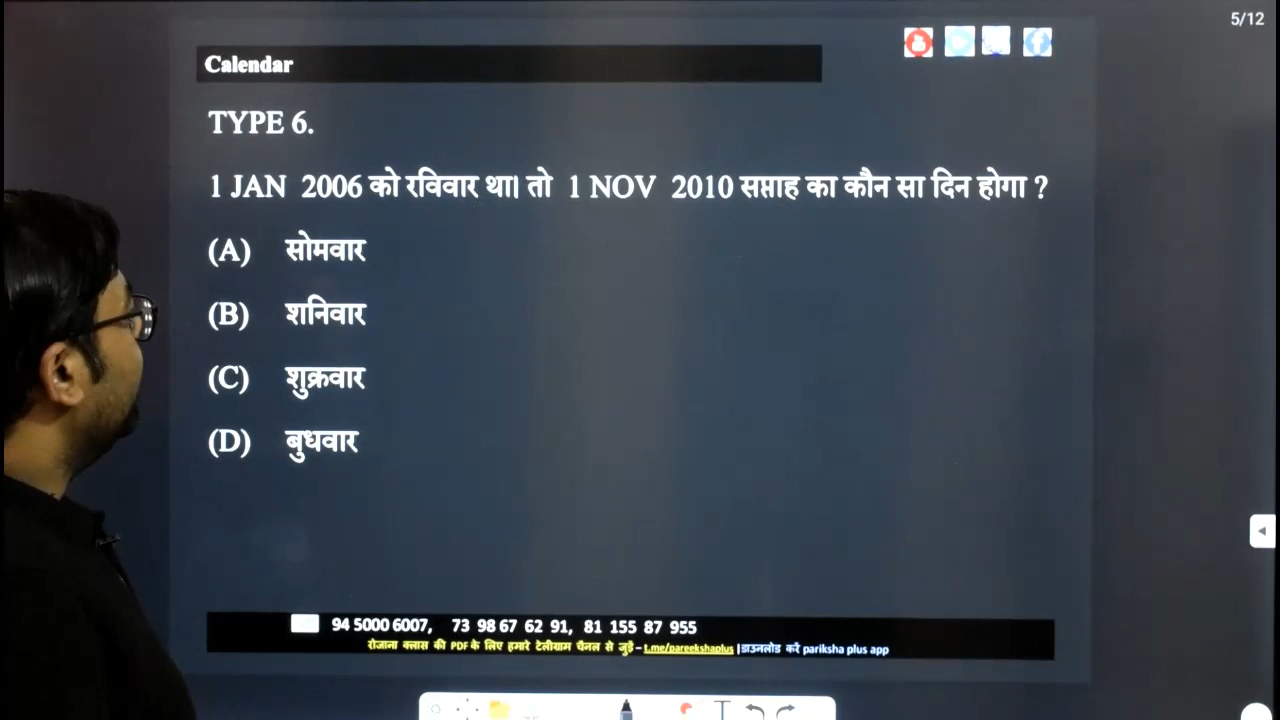 5/12
Calendar
TYPE 6.
1 JAN 2006 को रविवार था। तो 1 NOV 2010 सप्ताह का कौन सा दिन होगा ?
(A) सोमवार
(B) शनिवार
(C) शुक्रवार
(D) बुधवार
94 5000 6007, 73 98 67 62 91, 81 155 87 955
रोजाना क्लास की PDF के लिए हमारे टेलीग्राम चैनल से जुड़ें – t.me/pareekshaplus |डाउनलोड करें pariksha plus app